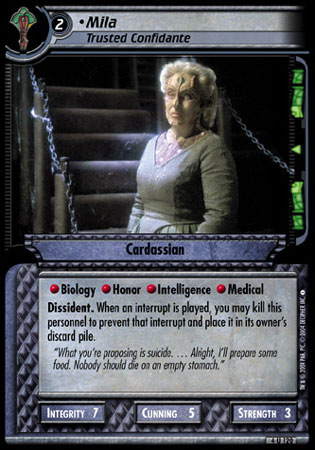 2
• Mila
Trusted Confidante
Cardassian
Biology Honor Intelligence Medical
Dissident. When an interrupt is played, you may kill this
personnel to prevent that interrupt and place it in its owner's
discard pile.
"What you're proposing is suicide. … Alright, I'll prepare some
food. Nobody should die on an empty stomach."
INTEGRITY 7 CUNNING 5 STRENGTH 3
4 U 120